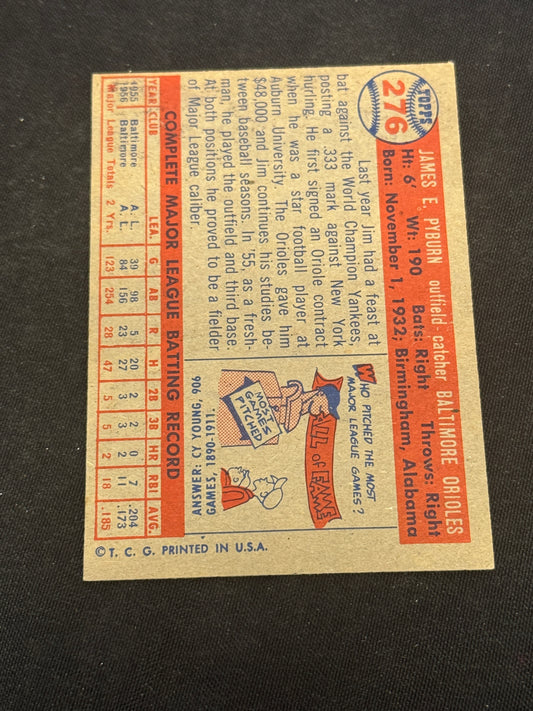 TOPPS
276
JAMES E. PYBURN outfield-catcher BALTIMORE ORIOLES
Ht: 6' Wt: 190 Bats: Right Throws: Right
Born: November 1, 1932; Birmingham, Alabama
Last year Jim had a feast at
bat against the World Champion Yankees,
posting a .333 mark against New York
hurling. He first signed an Oriole contract
when he was a star football player at
Auburn University. The Orioles gave him
$48,000 and Jim continues his studies be-
tween baseball seasons. In '55, as a fresh-
man, he played the outfield and third base.
At both positions he proved to be a fielder
of Major League caliber.
WHO PITCHED THE MOST
MAJOR LEAGUE GAMES?
HALL OF FAME
MOST
GAMES
PITCHED
ANSWER: CY YOUNG, 906
GAMES, 1890-1911.
COMPLETE MAJOR LEAGUE BATTING RECORD
YEAR CLUB LEA. G AB R H 2B 3B HR RBI AVG.
1955 Baltimore A. L. 39 98 5 20 2 2 0 7 .204
1956 Baltimore A. L. 84 156 23 27 3 3 2 11 .173
Major League Totals 2 Yrs. 123 254 28 47 5 5 2 18 .185
© T. C. G. PRINTED IN U.S.A.